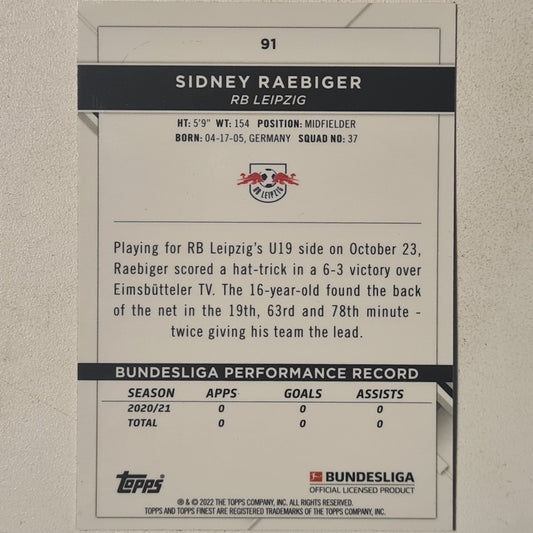 91
SIDNEY RAEBIGER
RB LEIPZIG
HT: 5'9" WT: 154 POSITION: MIDFIELDER
BORN: 04-17-05, GERMANY SQUAD NO: 37
RB LEIPZIG
Playing for RB Leipzig's U19 side on October 23,
Raebiger scored a hat-trick in a 6-3 victory over
Eimsbütteler TV. The 16-year-old found the back
of the net in the 19th, 63rd and 78th minute -
twice giving his team the lead.
BUNDESLIGA PERFORMANCE RECORD
SEASON APPS GOALS ASSISTS
2020/21 0 0 0
TOTAL 0 0 0
topps
BUNDESLIGA
OFFICIAL LICENSED PRODUCT
® & © 2022 THE TOPPS COMPANY, INC. ALL RIGHTS RESERVED.
TOPPS AND TOPPS FINEST ARE REGISTERED TRADEMARKS OF THE TOPPS COMPANY, INC.